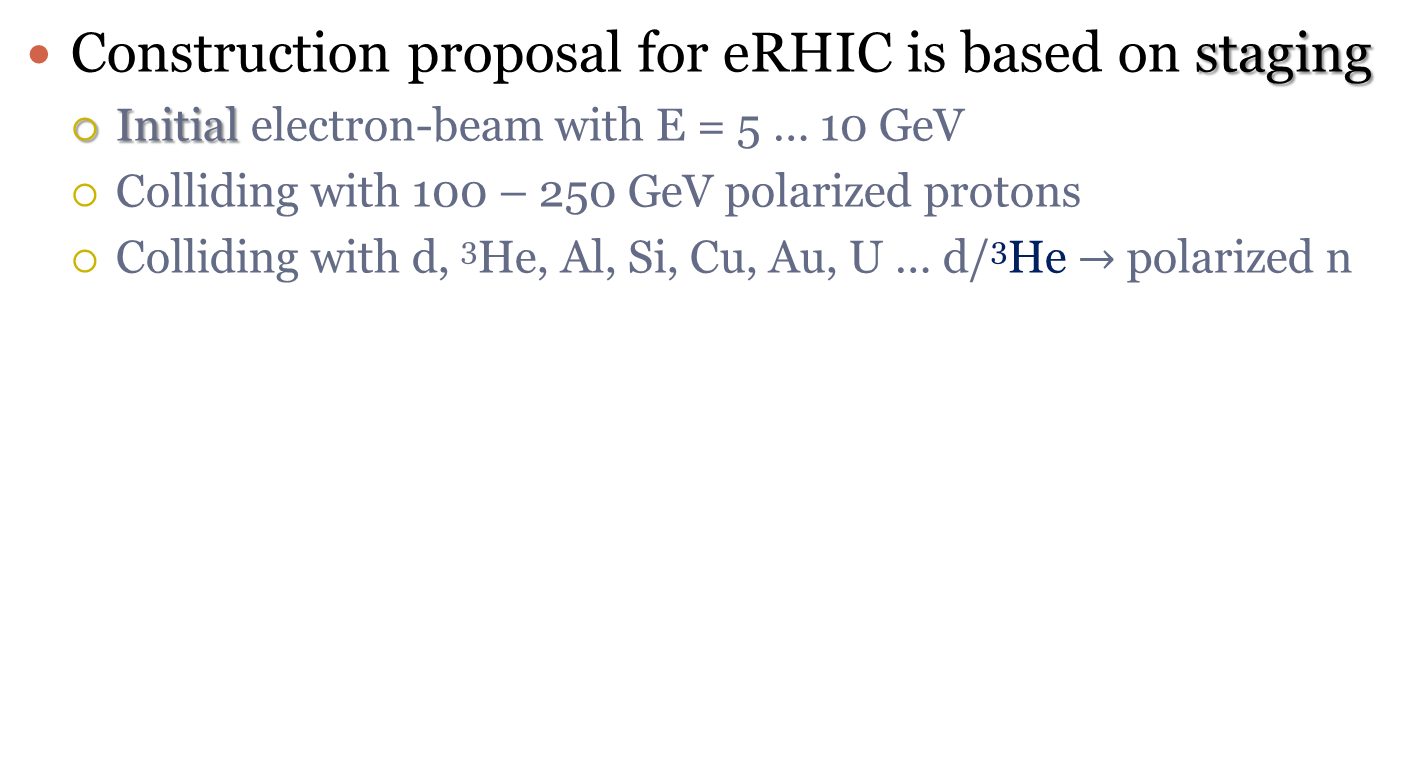 • Construction proposal for eRHIC is based on staging
○ Initial electron-beam with E = 5 ... 10 GeV
○ Colliding with 100 – 250 GeV polarized protons
○ Colliding with d, ³He, Al, Si, Cu, Au, U ... d/³He → polarized n